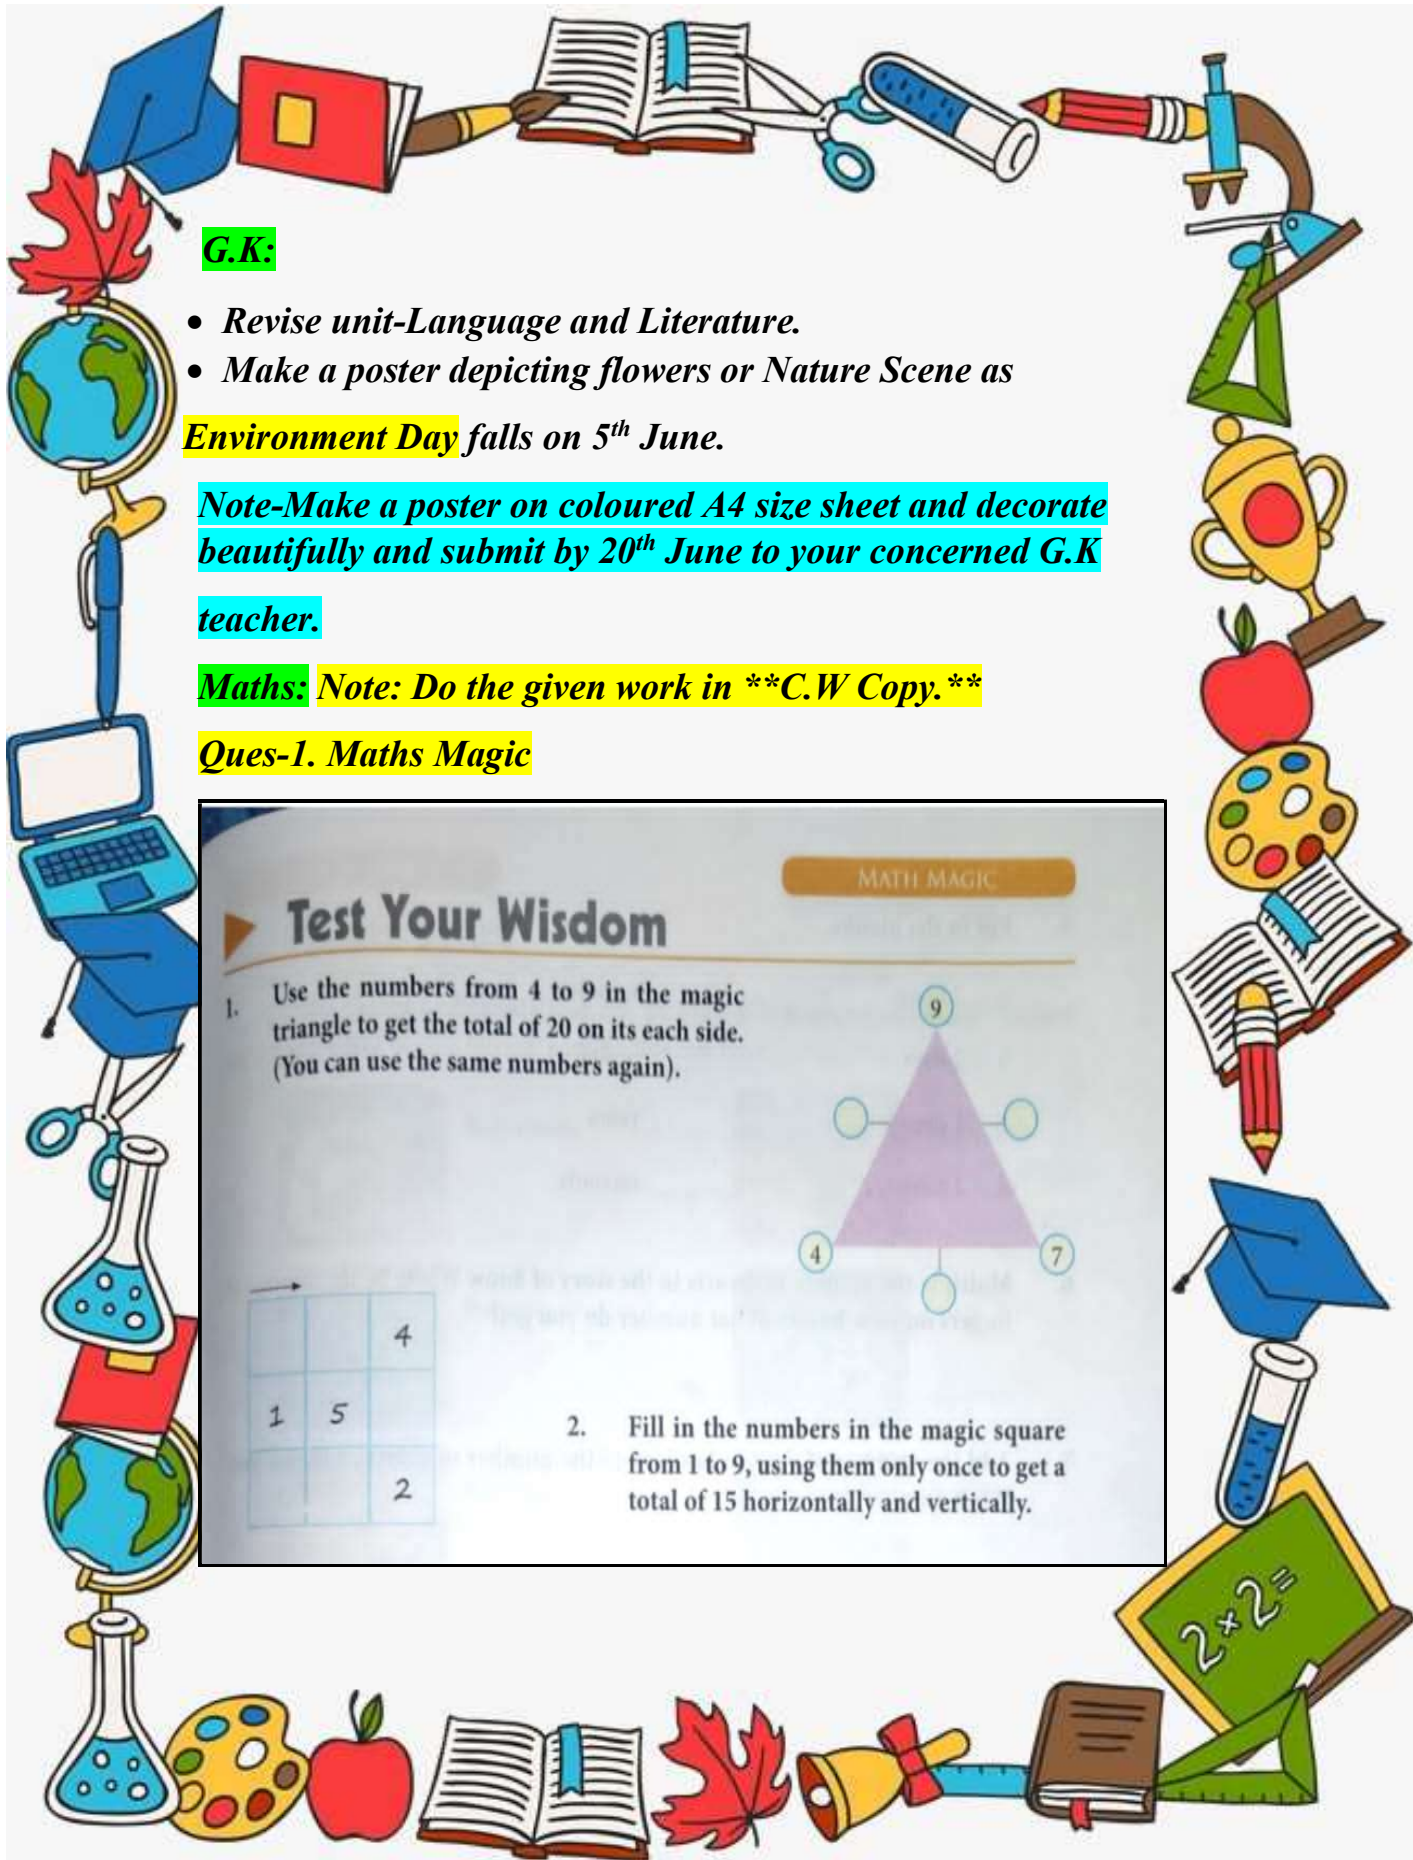 G.K:
• Revise unit-Language and Literature.
• Make a poster depicting flowers or Nature Scene as
Environment Day falls on 5th June.
Note-Make a poster on coloured A4 size sheet and decorate
beautifully and submit by 20th June to your concerned G.K
teacher.
Maths: Note: Do the given work in **C.W Copy.**
Ques-1. Maths Magic
MATH MAGIC
Test Your Wisdom
1. Use the numbers from 4 to 9 in the magic
triangle to get the total of 20 on its each side.
(You can use the same numbers again).
9
4
7
4
1 5
2
2. Fill in the numbers in the magic square
from 1 to 9, using them only once to get a
total of 15 horizontally and vertically.
2×2=